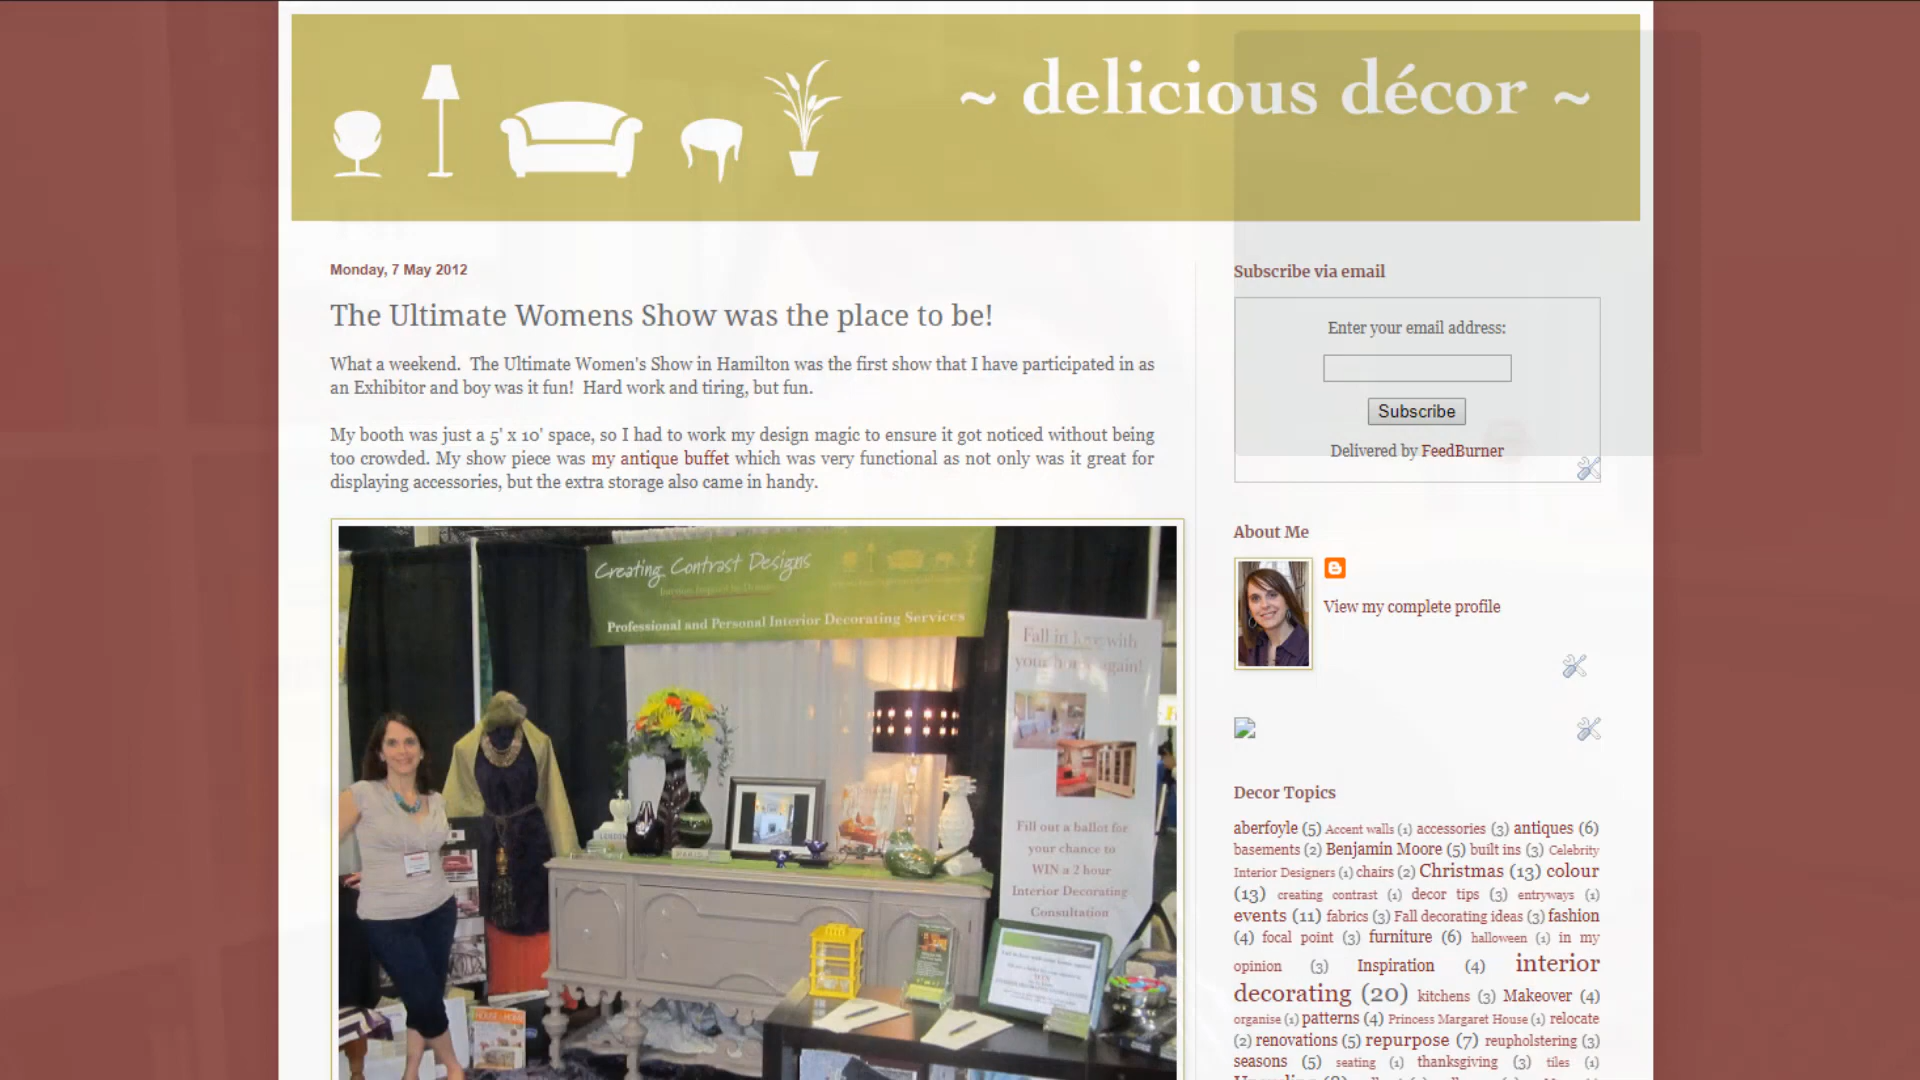 ~ delicious décor ~
Monday, 7 May 2012
The Ultimate Womens Show was the place to be!
What a weekend.  The Ultimate Women's Show in Hamilton was the first show that I have participated in as
an Exhibitor and boy was it fun!  Hard work and tiring, but fun.
My booth was just a 5' x 10' space, so I had to work my design magic to ensure it got noticed without being
too crowded. My show piece was my antique buffet which was very functional as not only was it great for
displaying accessories, but the extra storage also came in handy.
Creating Contrast Designs
Professional and Personal Interior Decorating Services
Fall in love with
your home again!
Fill out a ballot for
your chance to
WIN a 2 hour
Interior Decorating
Consultation
Subscribe via email
Enter your email address:
Subscribe
Delivered by FeedBurner
About Me
View my complete profile
Decor Topics
aberfoyle (5) Accent walls (1) accessories (3) antiques (6)
basements (2) Benjamin Moore (5) built ins (3) Celebrity
Interior Designers (1) chairs (2) Christmas (13) colour
(13) creating contrast (1) decor tips (3) entryways (1)
events (11) fabrics (3) Fall decorating ideas (3) fashion
(4) focal point (3) furniture (6) halloween (1) in my
opinion (3) Inspiration (4) interior
decorating (20) kitchens (3) Makeover (4)
organise (1) patterns (4) Princess Margaret House (1) relocate
(2) renovations (5) repurpose (7) reupholstering (3)
seasons (5) seating (1) thanksgiving (3) tiles (1)